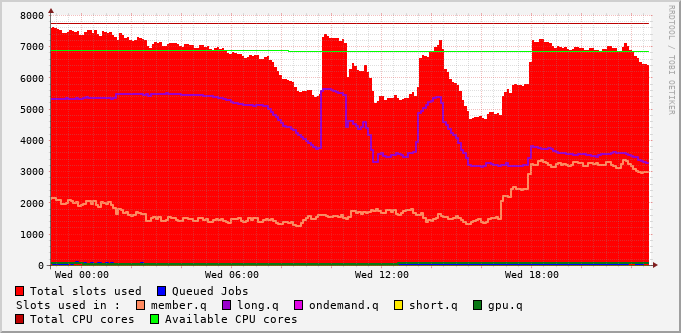 8000
7000
6000
5000
4000
3000
2000
1000
0
Wed 00:00 Wed 06:00 Wed 12:00 Wed 18:00
Total slots used Queued Jobs
Slots used in : member.q long.q ondemand.q short.q gpu.q
Total CPU cores Available CPU cores
RRDTOOL / TOBI OETIKER